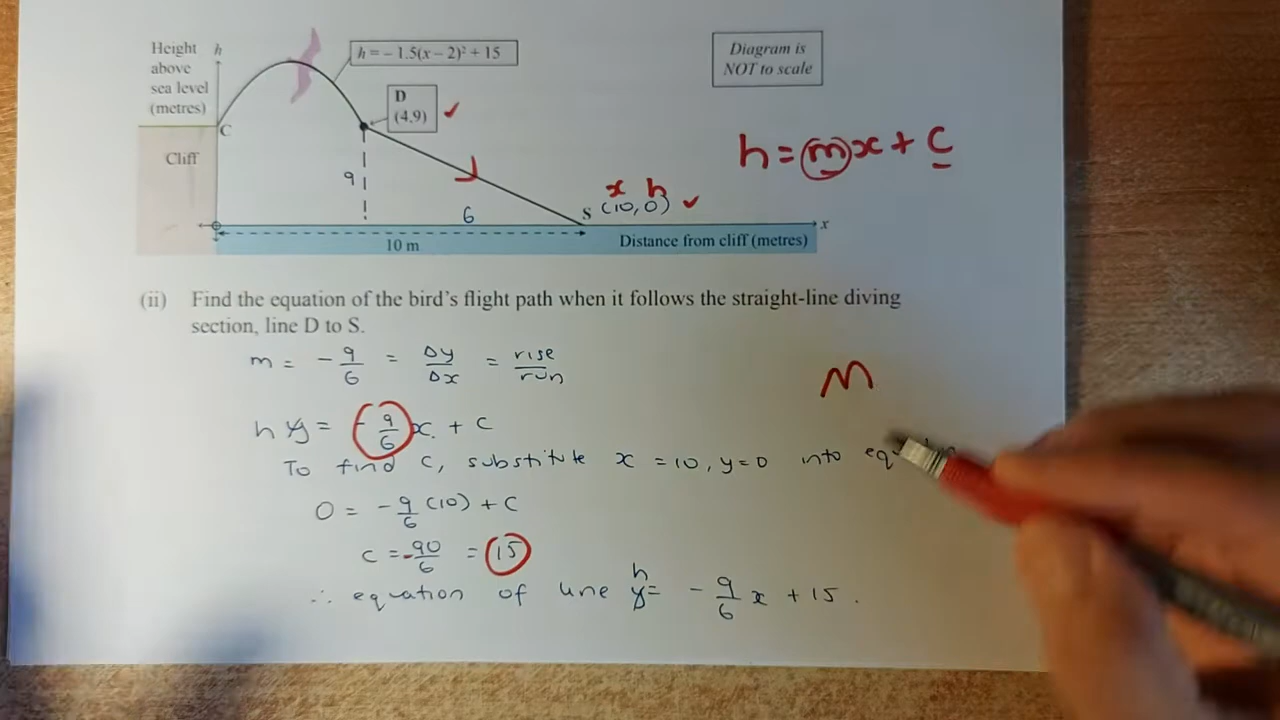 Height h
above
sea level
(metres)
h = – 1.5(x – 2)² + 15
Diagram is
NOT to scale
D
(4,9)
C
Cliff
9
6
x h
S (10,0)
h = mx + c
x
10 m
Distance from cliff (metres)
(ii) Find the equation of the bird's flight path when it follows the straight-line diving
section, line D to S.
m = - 9/6 = Δy/Δx = rise/run
M
h y = - 9/6 x + c
To find c, substitute x = 10, y = 0 into
0 = - 9/6 (10) + c
c = -90/6 = 15
∴ equation of line h y = - 9/6 x + 15.